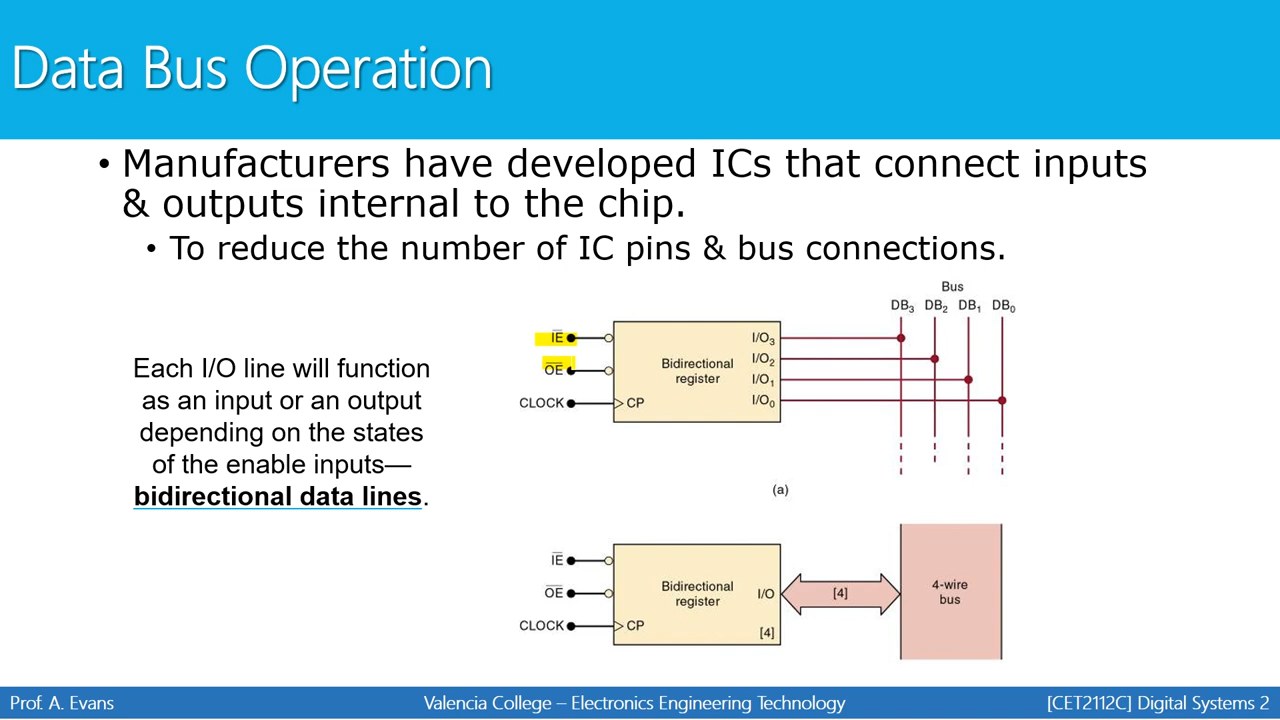 Data Bus Operation
• Manufacturers have developed ICs that connect inputs
& outputs internal to the chip.
• To reduce the number of IC pins & bus connections.
Each I/O line will function
as an input or an output
depending on the states
of the enable inputs—
bidirectional data lines.
Bus
DB₃ DB₂ DB₁ DB₀
I̅E̅
O̅E̅
CLOCK
CP
Bidirectional
register
I/O₃
I/O₂
I/O₁
I/O₀
(a)
I̅E̅
O̅E̅
CLOCK
CP
Bidirectional
register
I/O
[4]
[4]
4-wire
bus
Prof. A. Evans
Valencia College – Electronics Engineering Technology
[CET2112C] Digital Systems 2